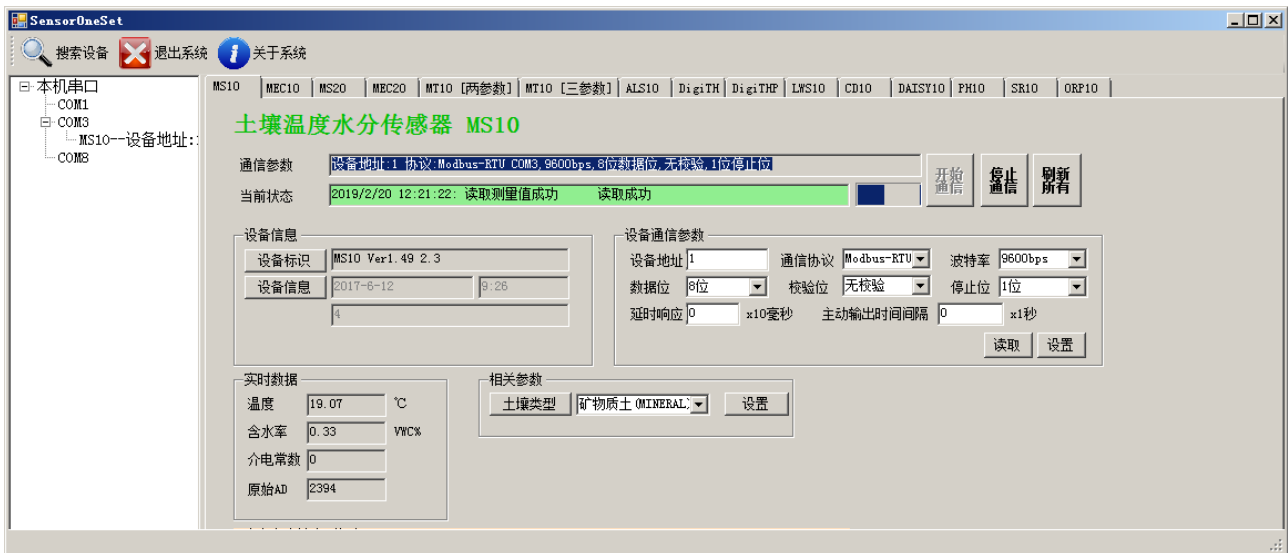 SensorOneSet
搜索设备 退出系统 关于系统
本机串口
COM1
COM3
MS10--设备地址:
COM8
MS10 MEC10 MS20 MEC20 MT10 [两参数] MT10 [三参数] ALS10 DigiTH DigiTHP LWS10 CD10 DAISY10 PH10 SR10 ORP10
土壤温度水分传感器 MS10
通信参数 设备地址:1 协议:Modbus-RTU COM3,9600bps,8位数据位,无校验,1位停止位
当前状态 2019/2/20 12:21:22: 读取测量值成功 读取成功
开始通信 停止通信 刷新所有
设备信息
设备标识 MS10 Ver1.49 2.3
设备信息 2017-6-12 9:26
4
设备通信参数
设备地址 1 通信协议 Modbus-RTU 波特率 9600bps
数据位 8位 校验位 无校验 停止位 1位
延时响应 0 x10毫秒 主动输出时间间隔 0 x1秒
读取 设置
实时数据
温度 19.07 ℃
含水率 0.33 VWC%
介电常数 0
原始AD 2394
相关参数
土壤类型 矿物质土(MINERAL) 设置